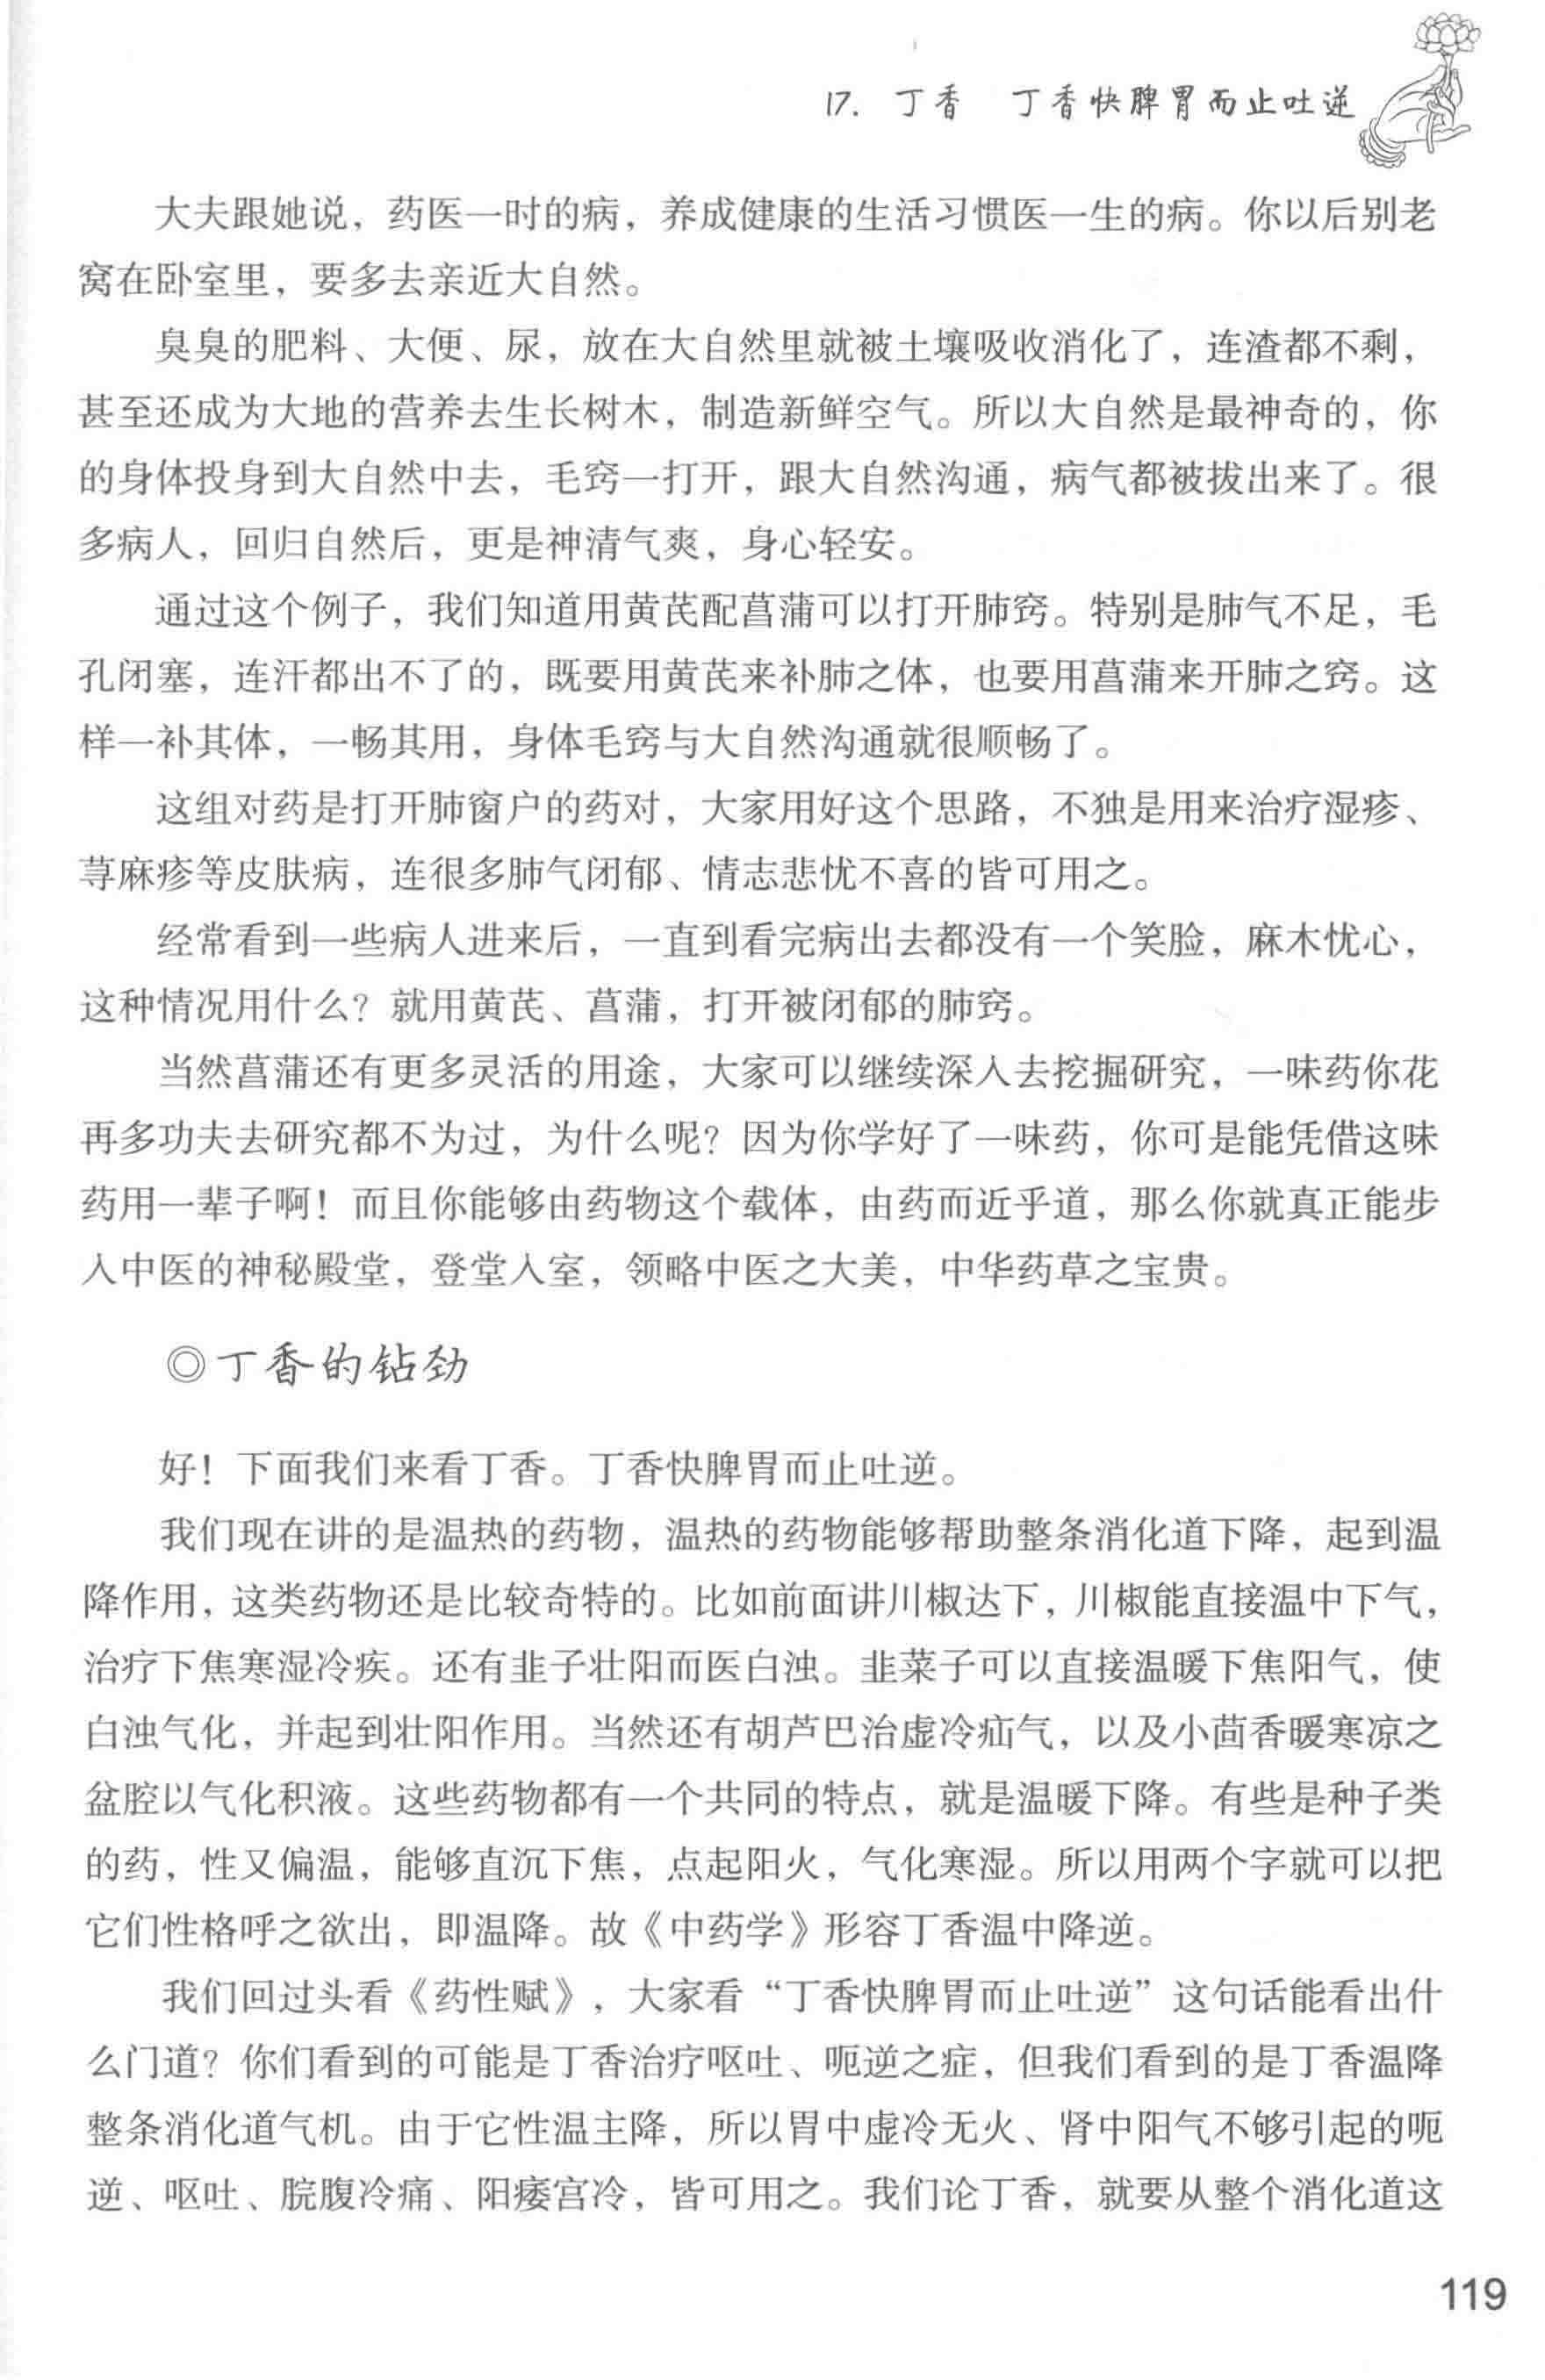 17. 丁香　丁香快脾胃而止吐逆
大夫跟她说，药医一时的病，养成健康的生活习惯医一生的病。你以后别老
窝在卧室里，要多去亲近大自然。
臭臭的肥料、大便、尿，放在大自然里就被土壤吸收消化了，连渣都不剩，
甚至还成为大地的营养去生长树木，制造新鲜空气。所以大自然是最神奇的，你
的身体投身到大自然中去，毛窍一打开，跟大自然沟通，病气都被拔出来了。很
多病人，回归自然后，更是神清气爽，身心轻安。
通过这个例子，我们知道用黄芪配菖蒲可以打开肺窍。特别是肺气不足，毛
孔闭塞，连汗都出不了的，既要用黄芪来补肺之体，也要用菖蒲来开肺之窍。这
样一补其体，一畅其用，身体毛窍与大自然沟通就很顺畅了。
这组对药是打开肺窗户的药对，大家用好这个思路，不独是用来治疗湿疹、
荨麻疹等皮肤病，连很多肺气闭郁、情志悲忧不喜的皆可用之。
经常看到一些病人进来后，一直到看完病出去都没有一个笑脸，麻木忧心，
这种情况用什么？就用黄芪、菖蒲，打开被闭郁的肺窍。
当然菖蒲还有更多灵活的用途，大家可以继续深入去挖掘研究，一味药你花
再多功夫去研究都不为过，为什么呢？因为你学好了一味药，你可是能凭借这味
药用一辈子啊！而且你能够由药物这个载体，由药而近乎道，那么你就真正能步
入中医的神秘殿堂，登堂入室，领略中医之大美，中华药草之宝贵。
◎丁香的钻劲
好！下面我们来看丁香。丁香快脾胃而止吐逆。
我们现在讲的是温热的药物，温热的药物能够帮助整条消化道下降，起到温
降作用，这类药物还是比较奇特的。比如前面讲川椒达下，川椒能直接温中下气，
治疗下焦寒湿冷疾。还有韭子壮阳而医白浊。韭菜子可以直接温暖下焦阳气，使
白浊气化，并起到壮阳作用。当然还有胡芦巴治虚冷疝气，以及小茴香暖寒凉之
盆腔以气化积液。这些药物都有一个共同的特点，就是温暖下降。有些是种子类
的药，性又偏温，能够直沉下焦，点起阳火，气化寒湿。所以用两个字就可以把
它们性格呼之欲出，即温降。故《中药学》形容丁香温中降逆。
我们回过头看《药性赋》，大家看“丁香快脾胃而止吐逆”这句话能看出什
么门道？你们看到的可能是丁香治疗呕吐、呃逆之症，但我们看到的是丁香温降
整条消化道气机。由于它性温主降，所以胃中虚冷无火、肾中阳气不够引起的呃
逆、呕吐、脘腹冷痛、阳痿宫冷，皆可用之。我们论丁香，就要从整个消化道这
119